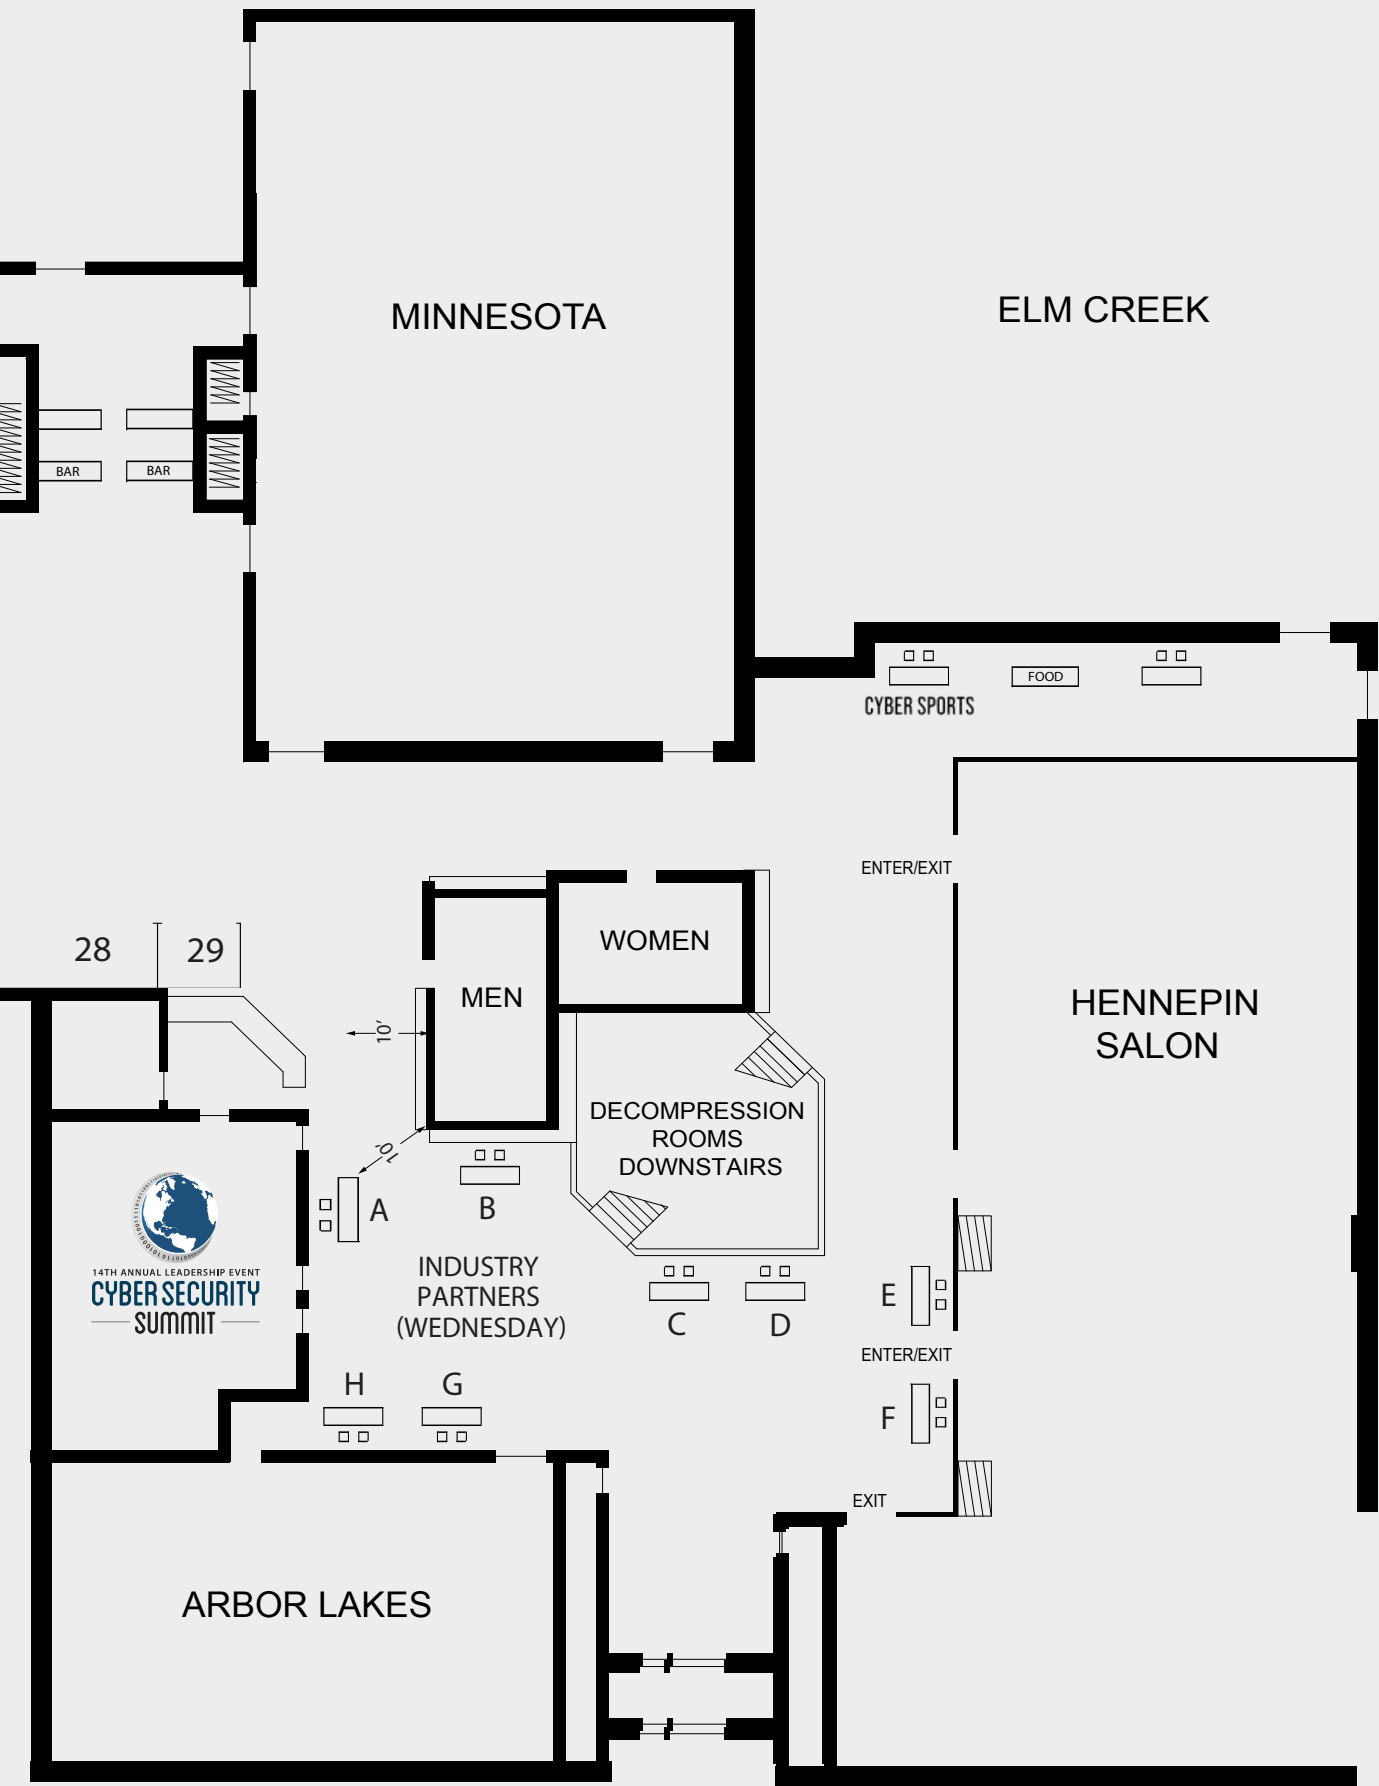 MINNESOTA
ELM CREEK
BAR
BAR
FOOD
CYBER SPORTS
ENTER/EXIT
28
29
WOMEN
MEN
HENNEPIN
SALON
10'
DECOMPRESSION
ROOMS
DOWNSTAIRS
10'
A
B
14TH ANNUAL LEADERSHIP EVENT
CYBER SECURITY
SUMMIT
INDUSTRY
PARTNERS
(WEDNESDAY)
C
D
E
ENTER/EXIT
H
G
F
EXIT
ARBOR LAKES